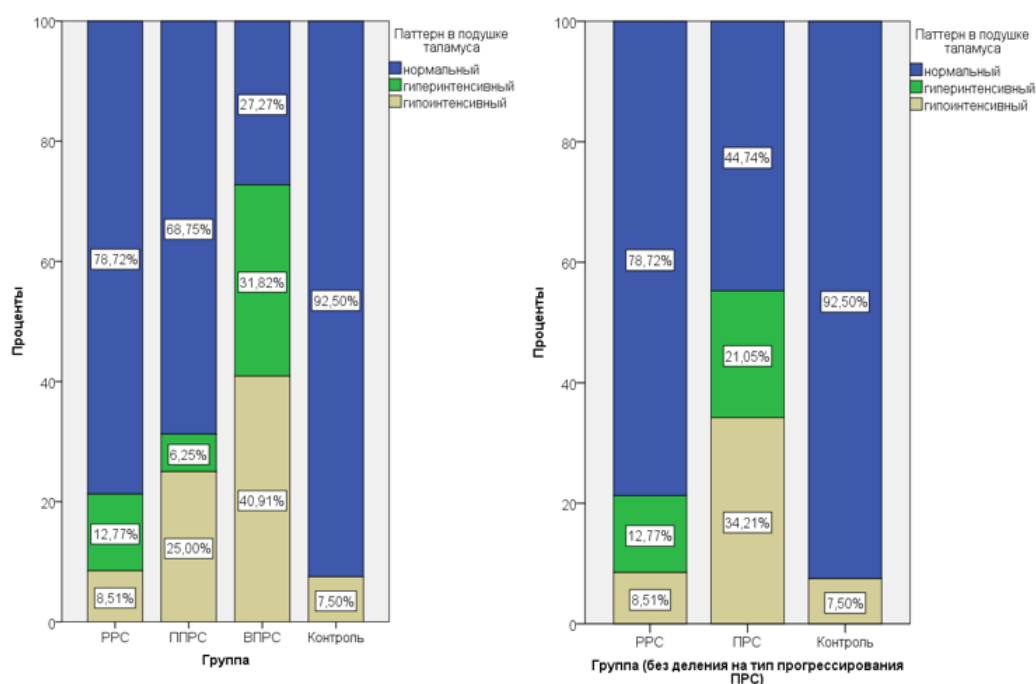 Паттерн в подушке
таламуса
нормальный
гиперинтенсивный
гипоинтенсивный
Проценты
100
80
60
40
20
0
78,72%
12,77%
8,51%
68,75%
6,25%
25,00%
27,27%
31,82%
40,91%
92,50%
7,50%
РРС
ППРС
ВПРС
Контроль
Группа
Паттерн в подушке
таламуса
нормальный
гиперинтенсивный
гипоинтенсивный
Проценты
100
80
60
40
20
0
78,72%
12,77%
8,51%
44,74%
21,05%
34,21%
92,50%
7,50%
РРС
ПРС
Контроль
Группа (без деления на тип прогрессирования
ПРС)